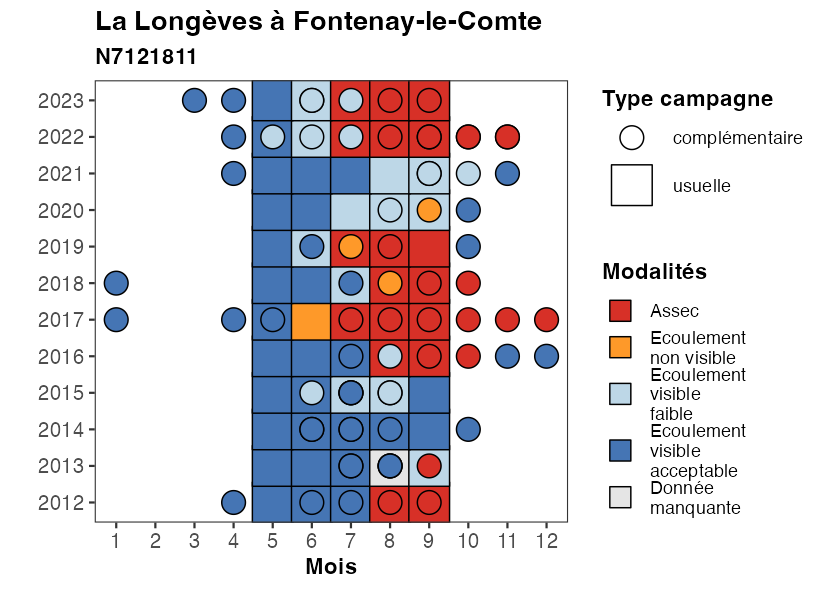 La Longèves à Fontenay-le-Comte
N7121811
2023
2022
2021
2020
2019
2018
2017
2016
2015
2014
2013
2012
1 2 3 4 5 6 7 8 9 10 11 12
Mois
Type campagne
complémentaire
usuelle
Modalités
Assec
Ecoulement
non visible
Ecoulement
visible
faible
Ecoulement
visible
acceptable
Donnée
manquante